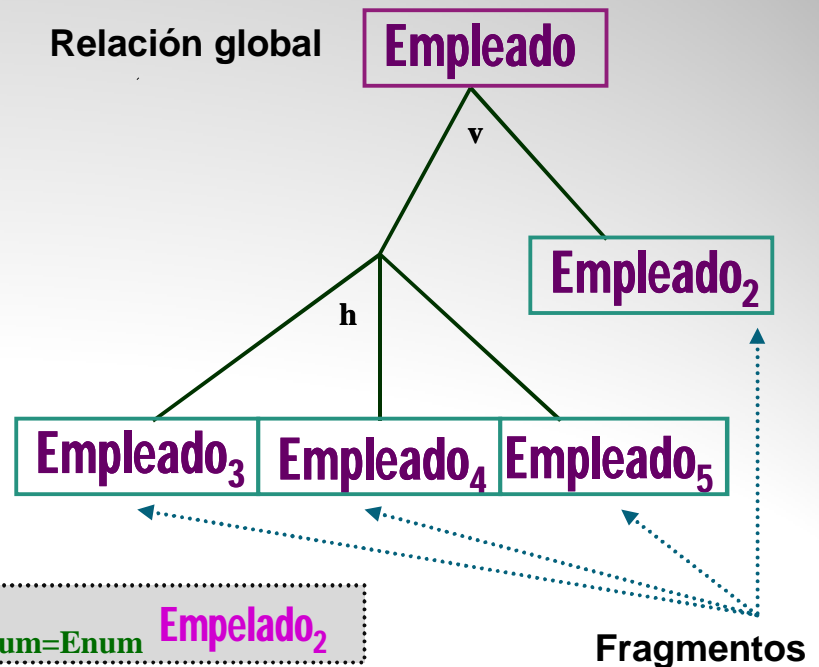 Relación global
Empleado
v
Empleado2
h
Empleado3
Empleado4
Empleado5
um=Enum Empelado2
Fragmentos